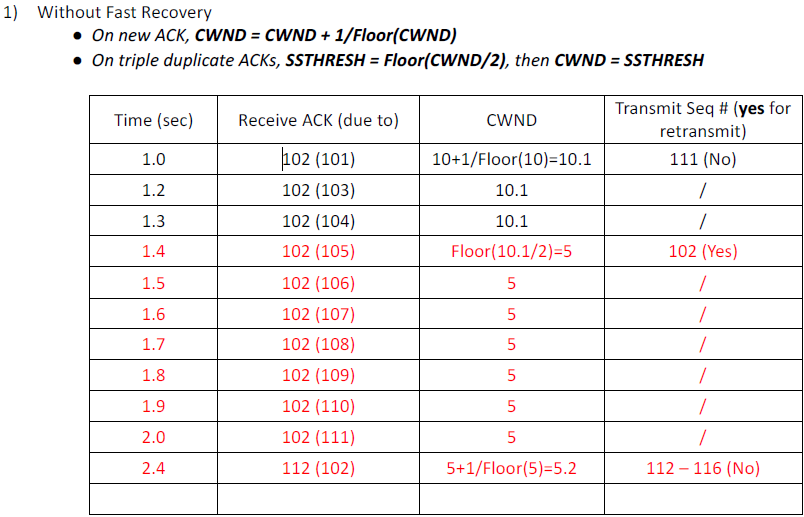 1) Without Fast Recovery
• On new ACK, CWND = CWND + 1/Floor(CWND)
• On triple duplicate ACKs, SSTHRESH = Floor(CWND/2), then CWND = SSTHRESH
Time (sec) Receive ACK (due to) CWND Transmit Seq # (yes for
retransmit)
1.0 102 (101) 10+1/Floor(10)=10.1 111 (No)
1.2 102 (103) 10.1 /
1.3 102 (104) 10.1 /
1.4 102 (105) Floor(10.1/2)=5 102 (Yes)
1.5 102 (106) 5 /
1.6 102 (107) 5 /
1.7 102 (108) 5 /
1.8 102 (109) 5 /
1.9 102 (110) 5 /
2.0 102 (111) 5 /
2.4 112 (102) 5+1/Floor(5)=5.2 112 – 116 (No)